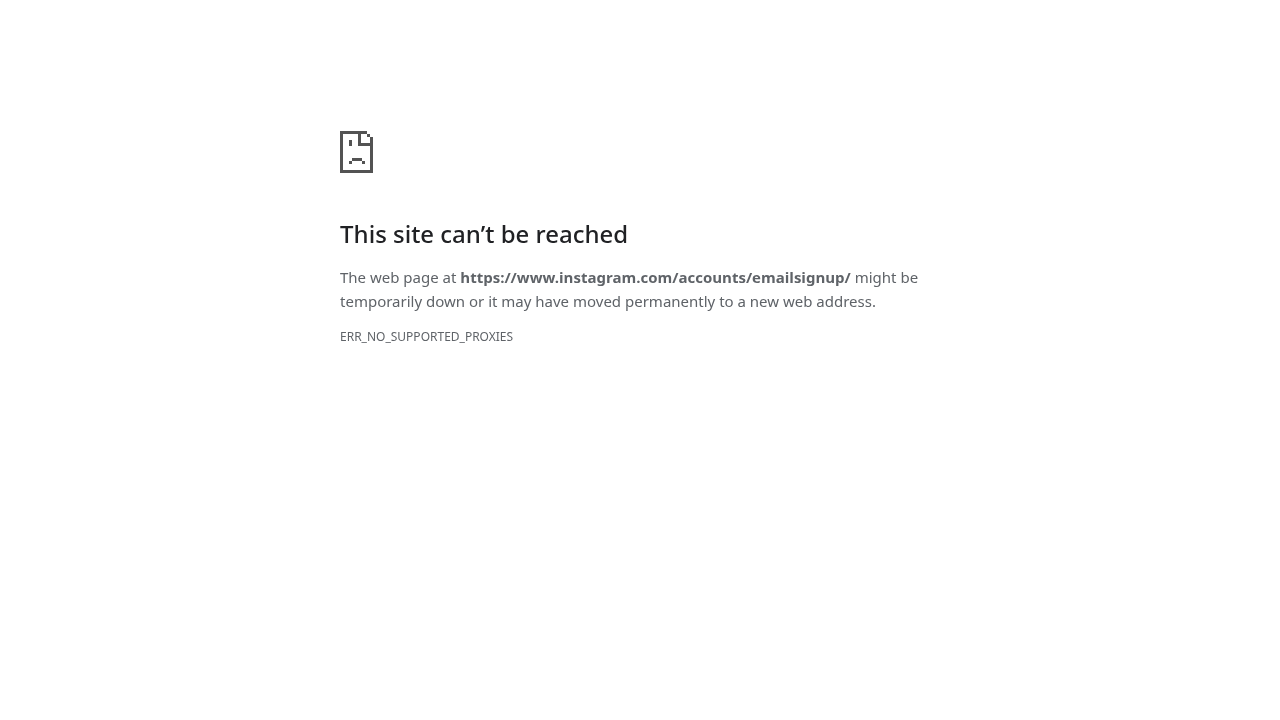 This site can’t be reached
The web page at https://www.instagram.com/accounts/emailsignup/ might be
temporarily down or it may have moved permanently to a new web address.
ERR_NO_SUPPORTED_PROXIES